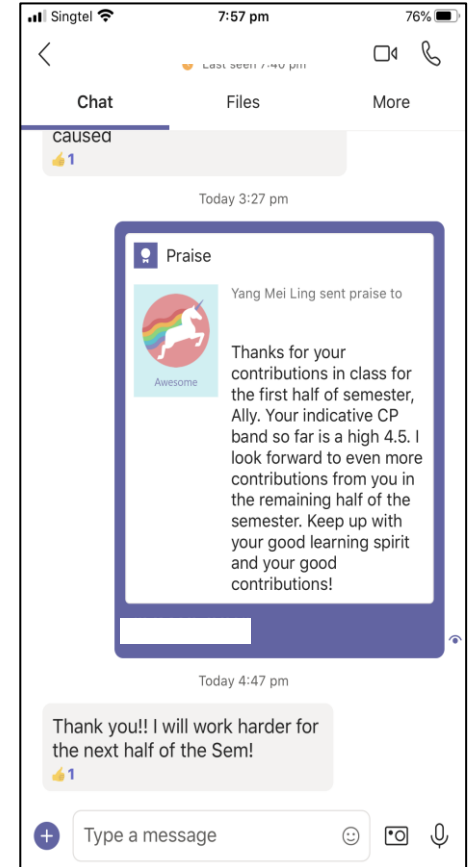 Singtel 7:57 pm 76%
Last seen 7:40 pm
Chat Files More
caused
👍1
Today 3:27 pm
Praise
Yang Mei Ling sent praise to
Awesome
Thanks for your
contributions in class for
the first half of semester,
Ally. Your indicative CP
band so far is a high 4.5. I
look forward to even more
contributions from you in
the remaining half of the
semester. Keep up with
your good learning spirit
and your good
contributions!
Today 4:47 pm
Thank you!! I will work harder for
the next half of the Sem!
👍1
Type a message